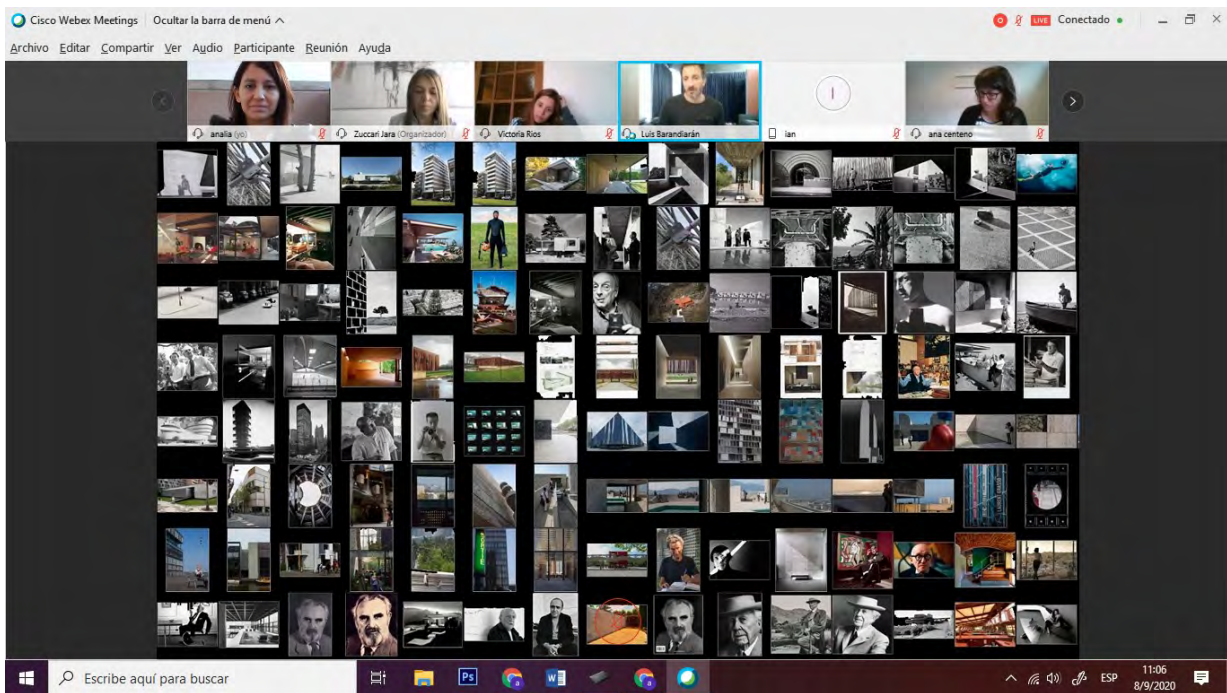 Cisco Webex Meetings Ocultar la barra de menú
LIVE Conectado
Archivo Editar Compartir Ver Audio Participante Reunión Ayuda
analia (yo) Zuccari Jara (Organizador) Victoria Rios Luis Barandiarán ian ana centeno
I
Ps a W a
Escribe aquí para buscar
ESP
11:06
8/9/2020